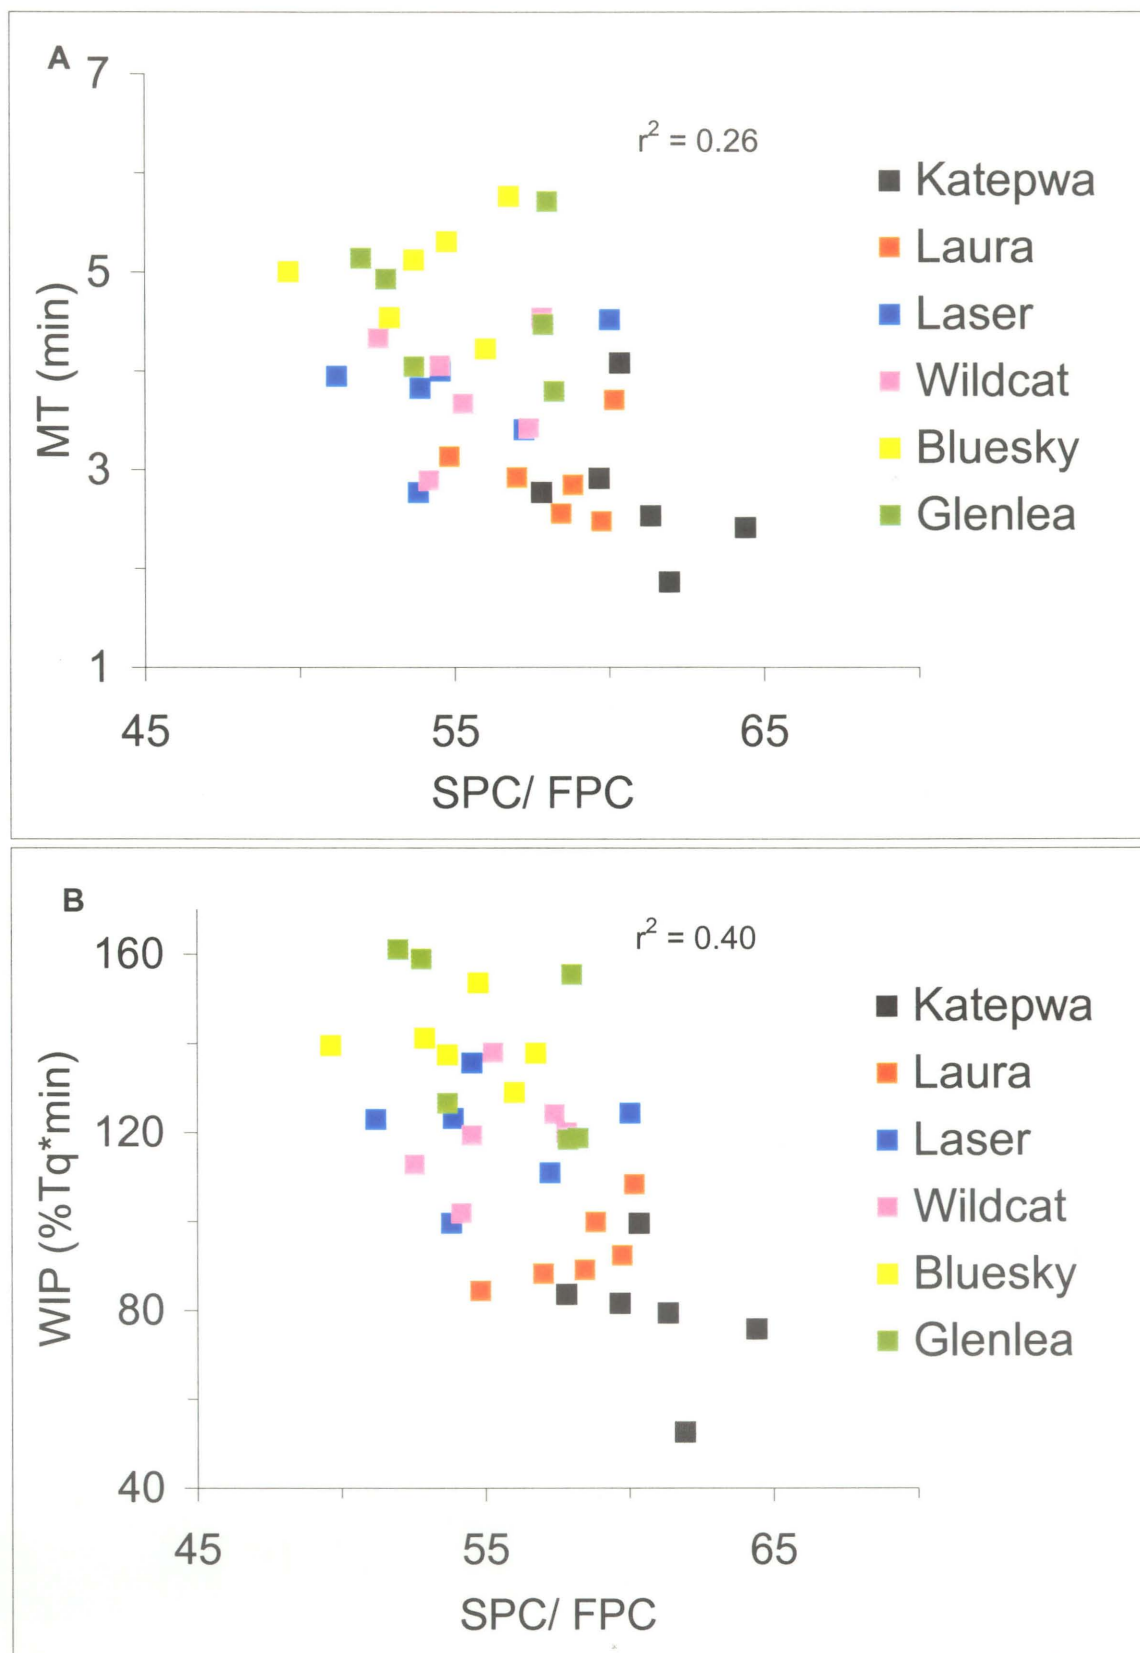 A
7
r² = 0.26
Katepwa
Laura
5
Laser
MT (min)
Wildcat
Bluesky
3
Glenlea
1
45 55 65
SPC/ FPC
B
r² = 0.40
160
Katepwa
Laura
120
Laser
WIP (%Tq*min)
Wildcat
Bluesky
80
Glenlea
40
45 55 65
SPC/ FPC